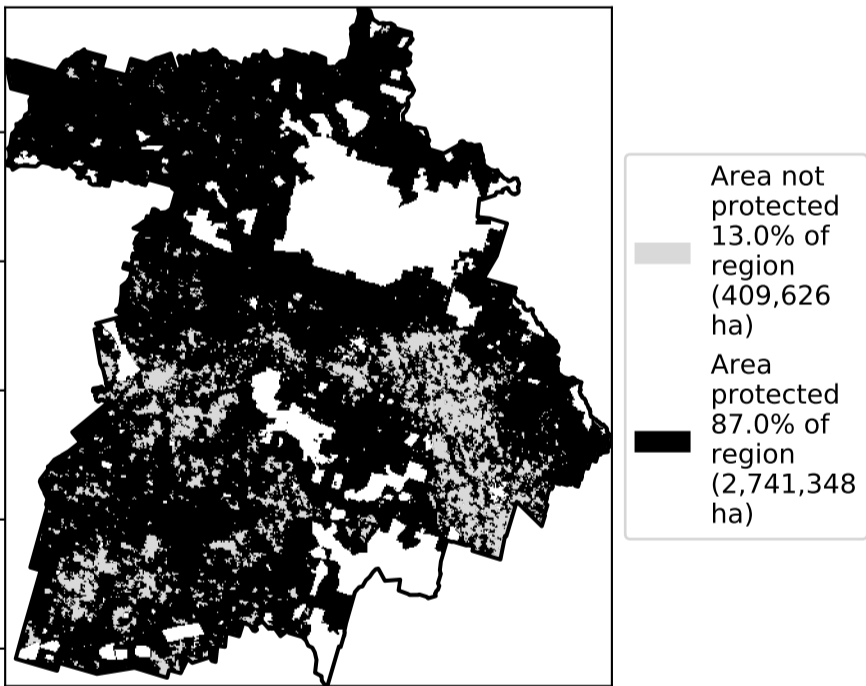 Area not
protected
13.0% of
region
(409,626
ha)
Area
protected
87.0% of
region
(2,741,348
ha)